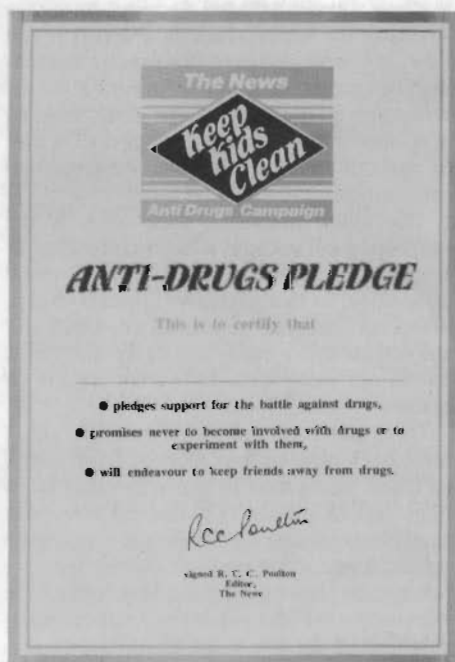 The News
Keep
Kids
Clean
Anti Drugs Campaign
ANTI-DRUGS PLEDGE
This is to certify that
● pledges support for the battle against drugs,
● promises never to become involved with drugs or to
experiment with them,
● will endeavour to keep friends away from drugs.
RCC Poulton
signed R. C. C. Poulton
Editor,
The News